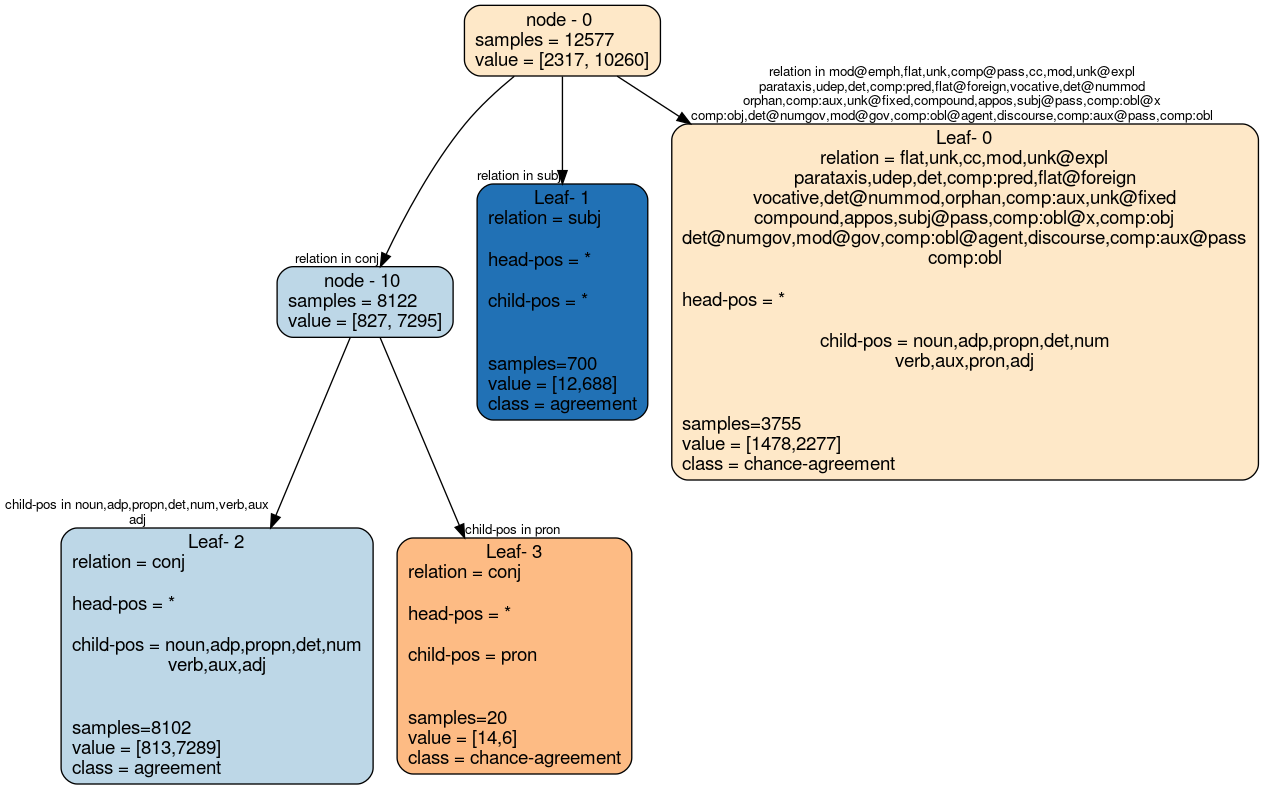 node - 0
samples = 12577
value = [2317, 10260]
relation in mod@emph,flat,unk,comp@pass,cc,mod,unk@expl
parataxis,udep,det,comp:pred,flat@foreign,vocative,det@nummod
orphan,comp:aux,unk@fixed,compound,appos,subj@pass,comp:obl@x
comp:obj,det@numgov,mod@gov,comp:obl@agent,discourse,comp:aux@pass,comp:obl
Leaf- 0
relation = flat,unk,cc,mod,unk@expl
parataxis,udep,det,comp:pred,flat@foreign
vocative,det@nummod,orphan,comp:aux,unk@fixed
compound,appos,subj@pass,comp:obl@x,comp:obj
det@numgov,mod@gov,comp:obl@agent,discourse,comp:aux@pass
comp:obl
head-pos = *
child-pos = noun,adp,propn,det,num
verb,aux,pron,adj
samples=3755
value = [1478,2277]
class = chance-agreement
relation in subj
Leaf- 1
relation = subj
head-pos = *
child-pos = *
samples=700
value = [12,688]
class = agreement
relation in conj
node - 10
samples = 8122
value = [827, 7295]
child-pos in noun,adp,propn,det,num,verb,aux
adj
Leaf- 2
relation = conj
head-pos = *
child-pos = noun,adp,propn,det,num
verb,aux,adj
samples=8102
value = [813,7289]
class = agreement
child-pos in pron
Leaf- 3
relation = conj
head-pos = *
child-pos = pron
samples=20
value = [14,6]
class = chance-agreement